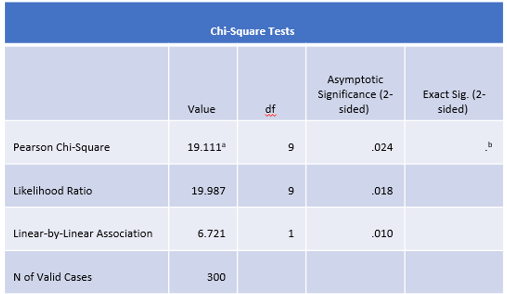 Chi-Square Tests
Value df Asymptotic Significance (2-sided) Exact Sig. (2-sided)
Pearson Chi-Square 19.111a 9 .024 .b
Likelihood Ratio 19.987 9 .018
Linear-by-Linear Association 6.721 1 .010
N of Valid Cases 300